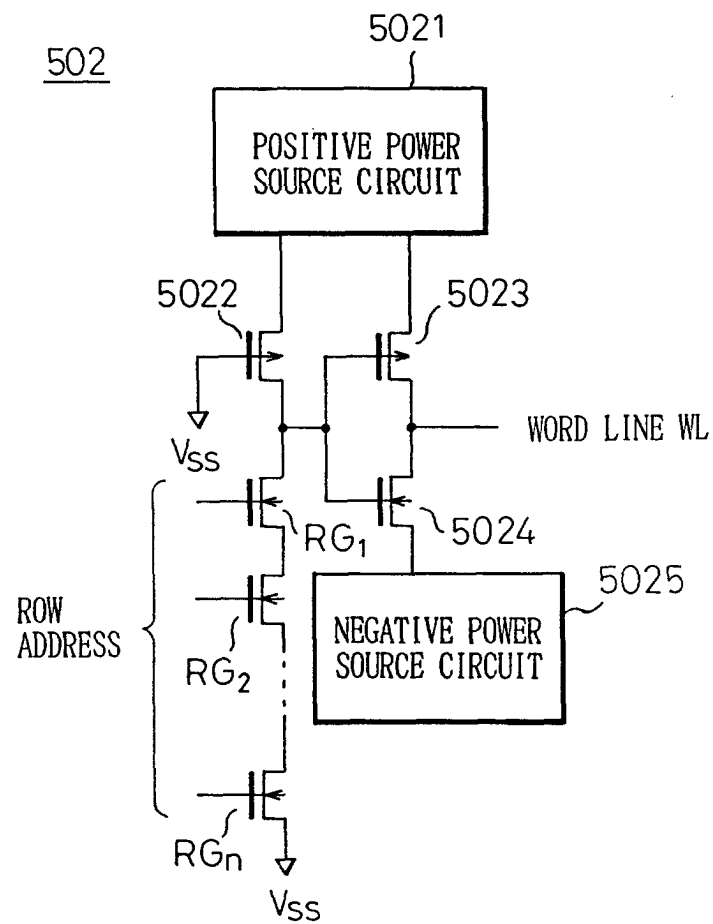 502
5021
POSITIVE POWER
SOURCE CIRCUIT
5022
5023
VSS
WORD LINE WL
RG1
5024
ROW
ADDRESS
RG2
5025
NEGATIVE POWER
SOURCE CIRCUIT
RGn
VSS